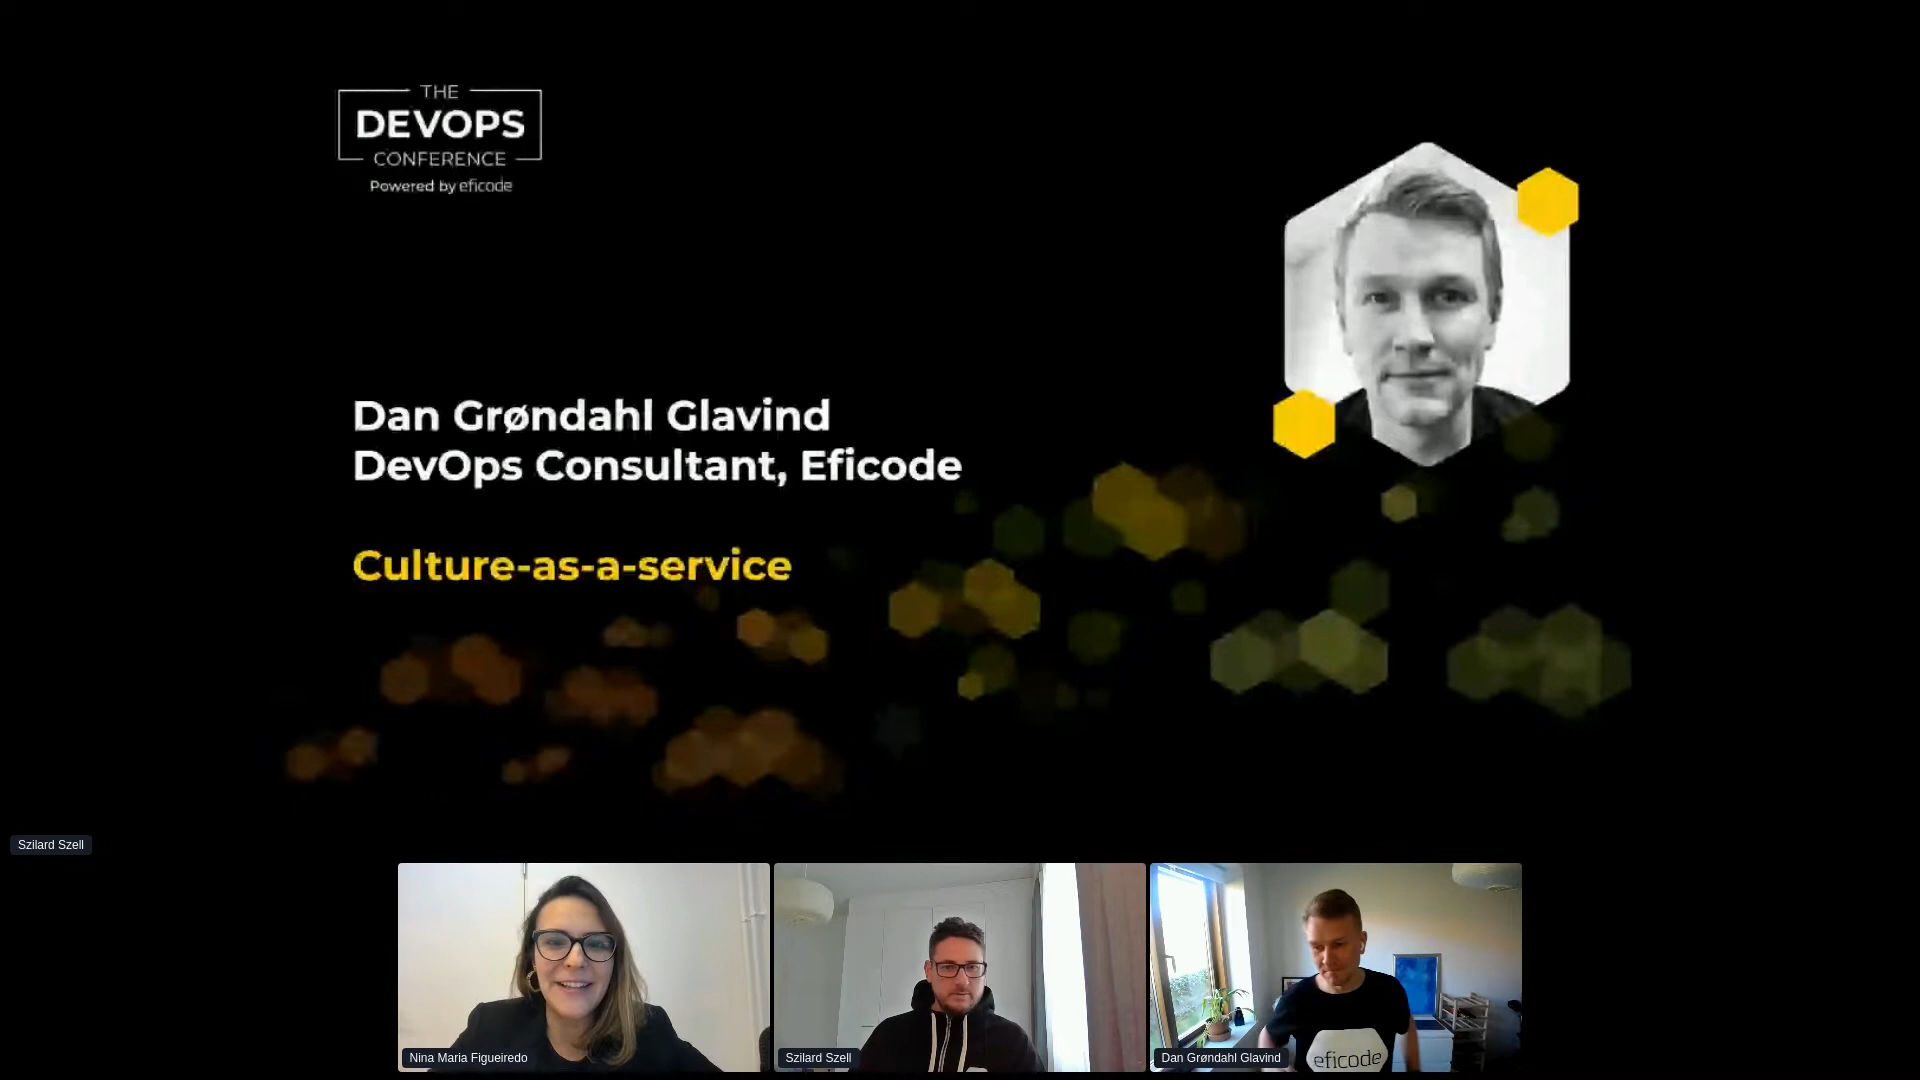 THE
DEVOPS
CONFERENCE
Powered by eficode
Dan Grøndahl Glavind
DevOps Consultant, Eficode
Culture-as-a-service
Szilard Szell
Nina Maria Figueiredo
Szilard Szell
Dan Grøndahl Glavind
eficode